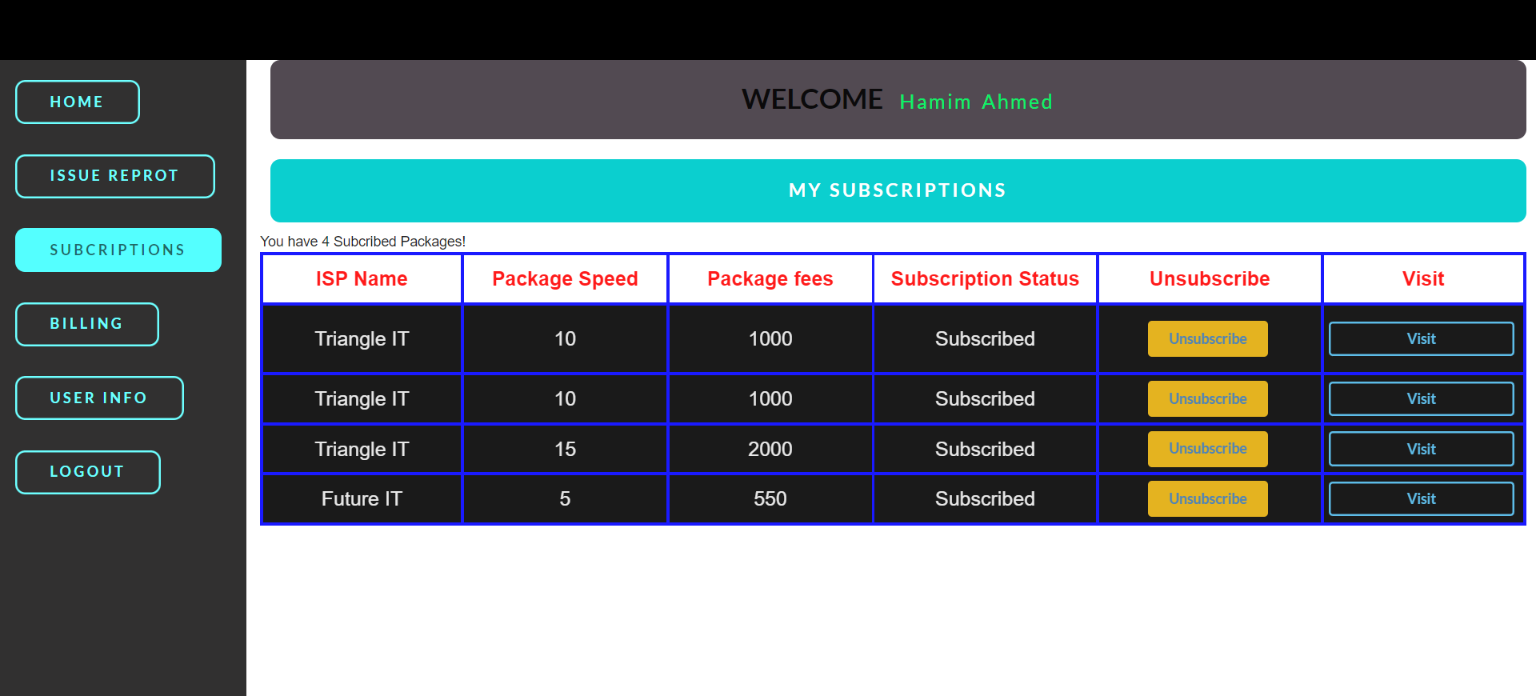 WELCOME Hamim Ahmed
HOME
ISSUE REPROT
SUBCRIPTIONS
BILLING
USER INFO
LOGOUT
MY SUBSCRIPTIONS
You have 4 Subcribed Packages!
ISP Name Package Speed Package fees Subscription Status Unsubscribe Visit
Triangle IT 10 1000 Subscribed Unsubscribe Visit
Triangle IT 10 1000 Subscribed Unsubscribe Visit
Triangle IT 15 2000 Subscribed Unsubscribe Visit
Future IT 5 550 Subscribed Unsubscribe Visit